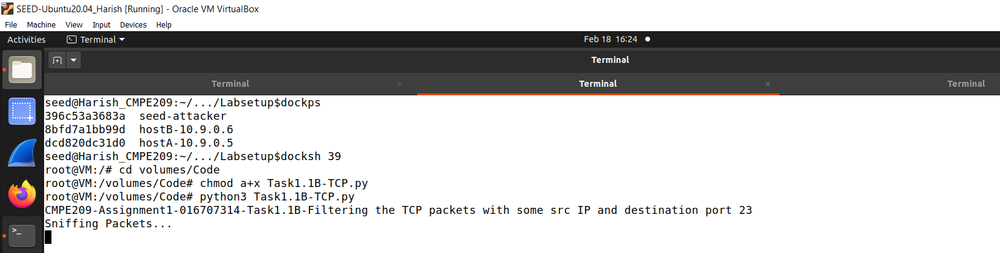 SEED-Ubuntu20.04_Harish [Running] - Oracle VM VirtualBox
File Machine View Input Devices Help
Activities Terminal Feb 18 16:24
Terminal
Terminal × Terminal × Terminal
seed@Harish_CMPE209:~/.../Labsetup$dockps
396c53a3683a  seed-attacker
8bfd7a1bb99d  hostB-10.9.0.6
dcd820dc31d0  hostA-10.9.0.5
seed@Harish_CMPE209:~/.../Labsetup$docksh 39
root@VM:/# cd volumes/Code
root@VM:/volumes/Code# chmod a+x Task1.1B-TCP.py
root@VM:/volumes/Code# python3 Task1.1B-TCP.py
CMPE209-Assignment1-016707314-Task1.1B-Filtering the TCP packets with some src IP and destination port 23
Sniffing Packets...